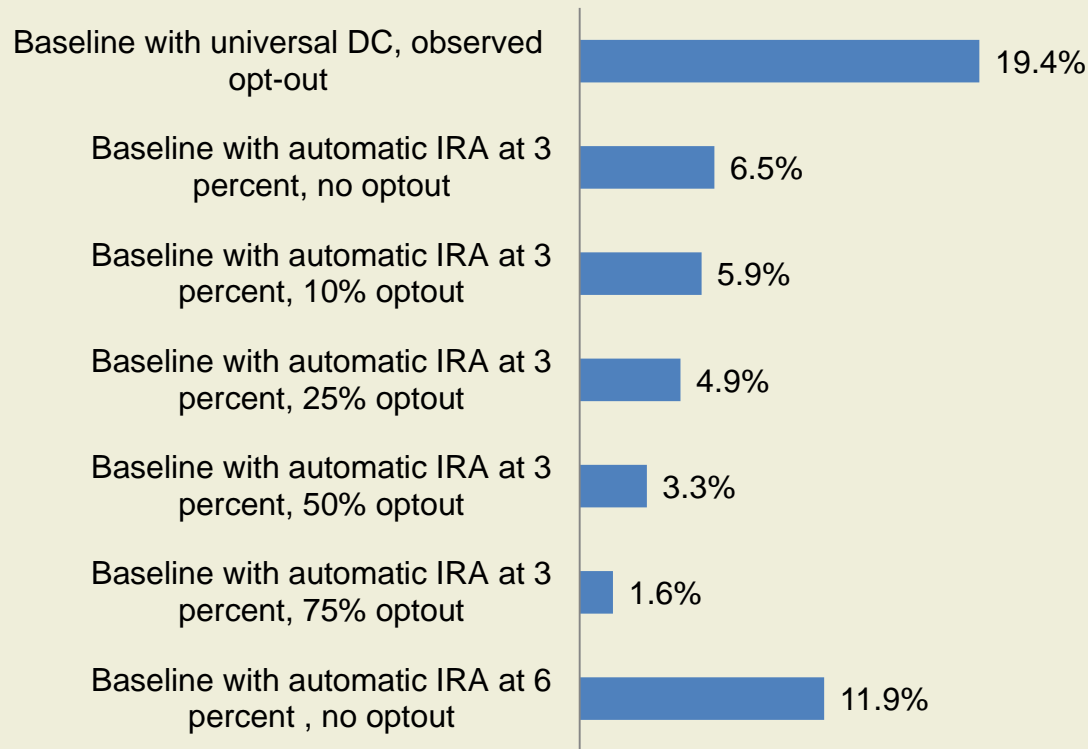 Baseline with universal DC, observed
opt-out
19.4%
Baseline with automatic IRA at 3
percent, no optout
6.5%
Baseline with automatic IRA at 3
percent, 10% optout
5.9%
Baseline with automatic IRA at 3
percent, 25% optout
4.9%
Baseline with automatic IRA at 3
percent, 50% optout
3.3%
Baseline with automatic IRA at 3
percent, 75% optout
1.6%
Baseline with automatic IRA at 6
percent , no optout
11.9%